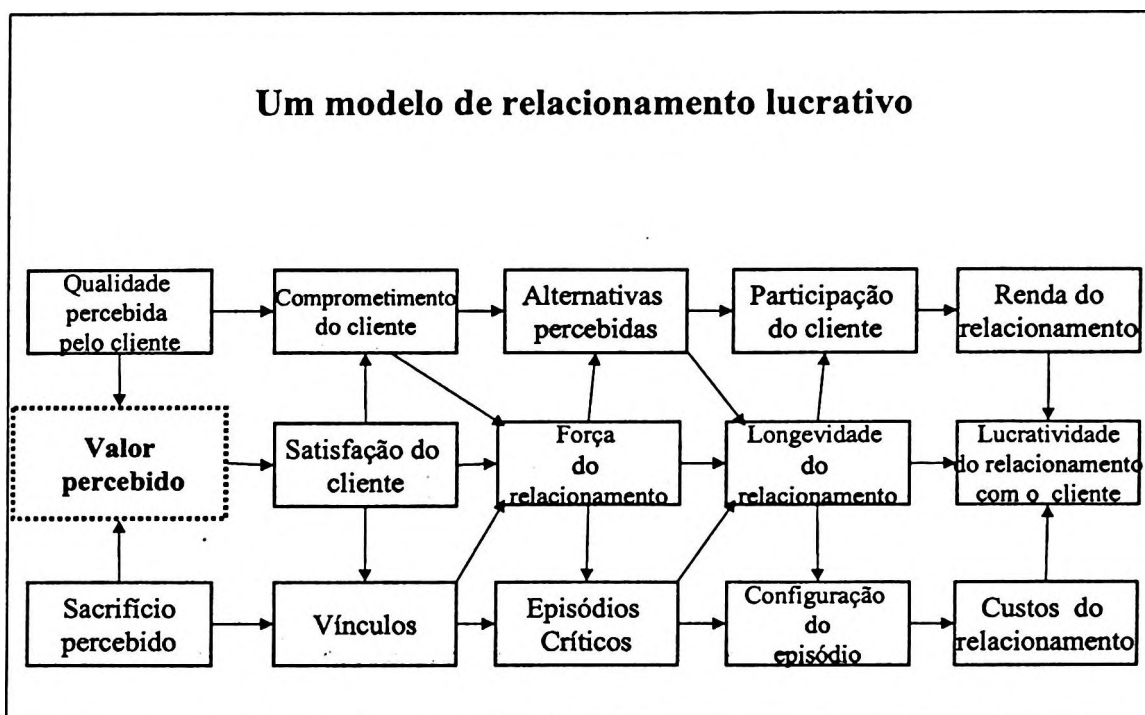 Um modelo de relacionamento lucrativo
Qualidade
percebida
pelo cliente
Comprometimento
do cliente
Alternativas
percebidas
Participação
do cliente
Renda do
relacionamento
Valor
percebido
Satisfação do
cliente
Força
do
relacionamento
Longevidade
do
relacionamento
Lucratividade
do relacionamento
com o cliente
Sacrifício
percebido
Vínculos
Episódios
Críticos
Configuração
do
episódio
Custos do
relacionamento